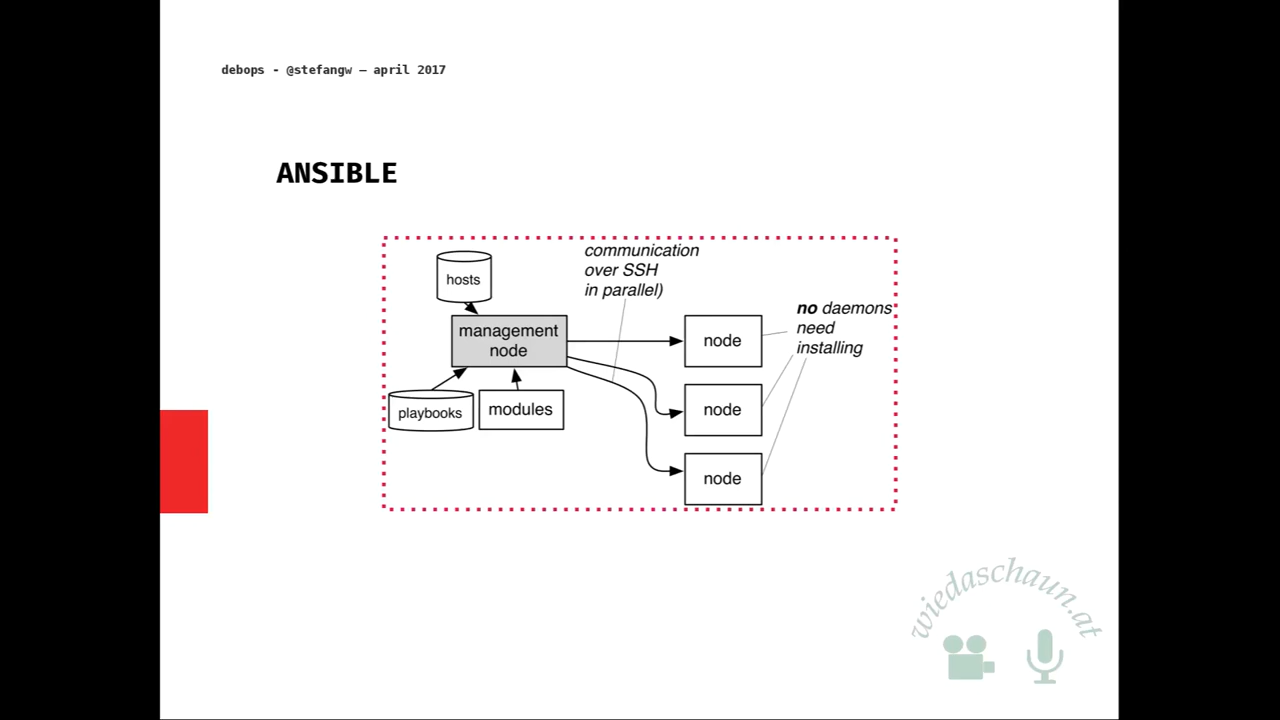 debops - @stefangw – april 2017
ANSIBLE
communication
over SSH
in parallel)
hosts
no daemons
need
installing
management
node
node
playbooks
modules
node
node
wiedaschaun.at